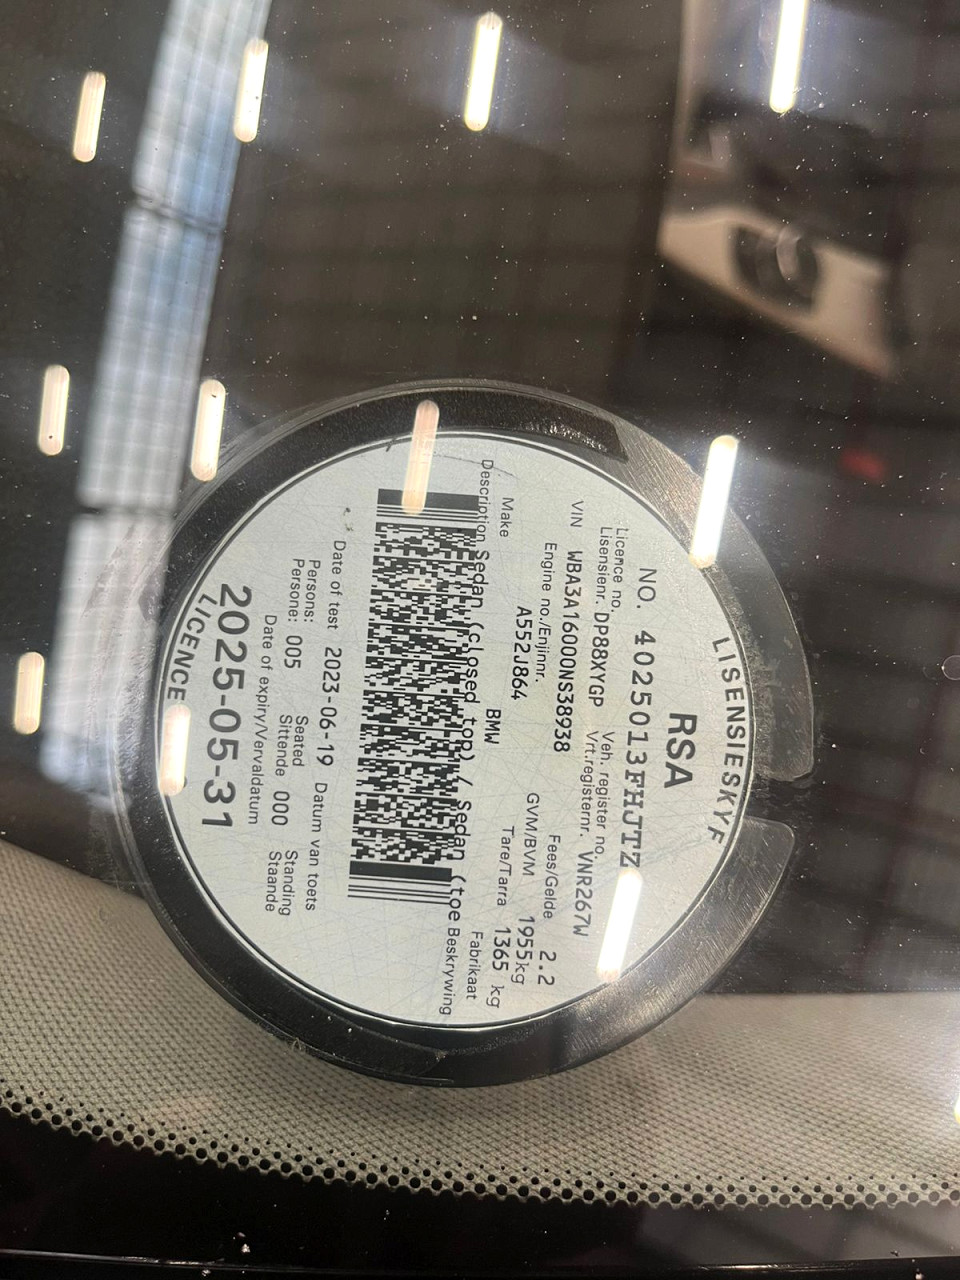 LISENSIESKYF
RSA
NO. 4025013FHJTZ
Licence no. Veh. register no.
Lisensienr. DP88XYGP Vrt.registernr. VNR267W
VIN WBA3A16000NS38938
Engine no./Enjinnr. Fees/Gelde 2.2
A552J864 GVM/BVM 1955kg
Make BMW Tare/Tarra 1365 kg
Fabrikaat
Description Sedan (closed top) / Sedan (toe Beskrywing
Date of test 2023-06-19 Datum van toets
Persons: Seated Standing
Persone: 005 Sittende 000 Staande
Date of expiry/Vervaldatum
2025-05-31
LICENCE